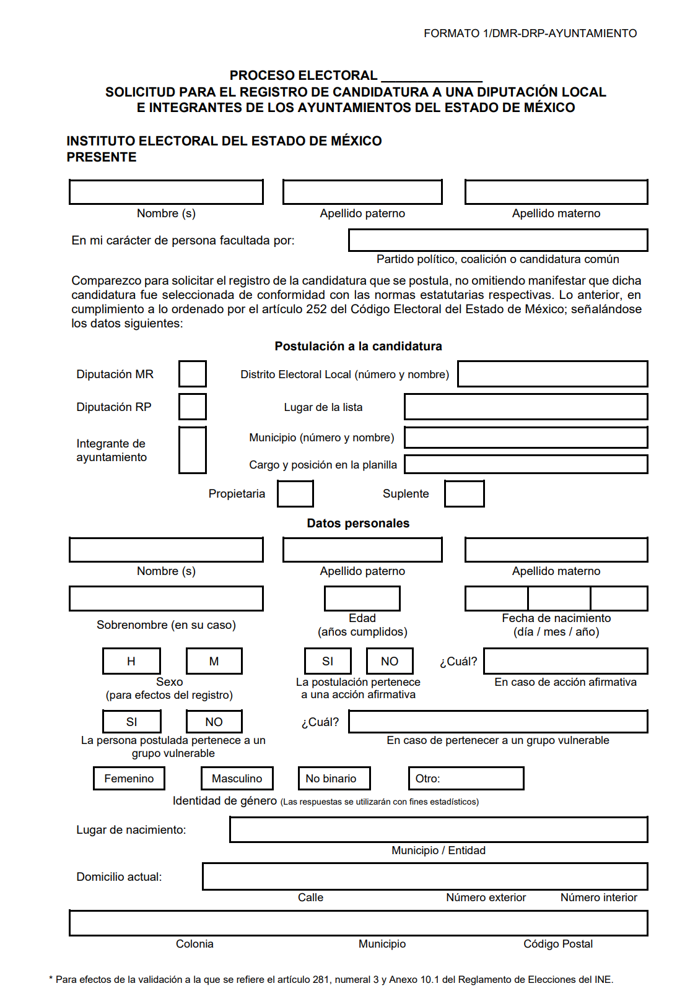 FORMATO 1/DMR-DRP-AYUNTAMIENTO
PROCESO ELECTORAL ______________
SOLICITUD PARA EL REGISTRO DE CANDIDATURA A UNA DIPUTACIÓN LOCAL
E INTEGRANTES DE LOS AYUNTAMIENTOS DEL ESTADO DE MÉXICO
INSTITUTO ELECTORAL DEL ESTADO DE MÉXICO
PRESENTE
Nombre (s) Apellido paterno Apellido materno
En mi carácter de persona facultada por:
Partido político, coalición o candidatura común
Comparezco para solicitar el registro de la candidatura que se postula, no omitiendo manifestar que dicha
candidatura fue seleccionada de conformidad con las normas estatutarias respectivas. Lo anterior, en
cumplimiento a lo ordenado por el artículo 252 del Código Electoral del Estado de México; señalándose
los datos siguientes:
Postulación a la candidatura
Diputación MR Distrito Electoral Local (número y nombre)
Diputación RP Lugar de la lista
Integrante de
ayuntamiento
Municipio (número y nombre)
Cargo y posición en la planilla
Propietaria Suplente
Datos personales
Nombre (s) Apellido paterno Apellido materno
Sobrenombre (en su caso)
Edad
(años cumplidos)
Fecha de nacimiento
(día / mes / año)
H M
Sexo
(para efectos del registro)
SI NO
La postulación pertenece
a una acción afirmativa
¿Cuál?
En caso de acción afirmativa
SI NO
La persona postulada pertenece a un
grupo vulnerable
¿Cuál?
En caso de pertenecer a un grupo vulnerable
Femenino Masculino No binario Otro:
Identidad de género (Las respuestas se utilizarán con fines estadísticos)
Lugar de nacimiento:
Municipio / Entidad
Domicilio actual:
Calle Número exterior Número interior
Colonia Municipio Código Postal
* Para efectos de la validación a la que se refiere el artículo 281, numeral 3 y Anexo 10.1 del Reglamento de Elecciones del INE.